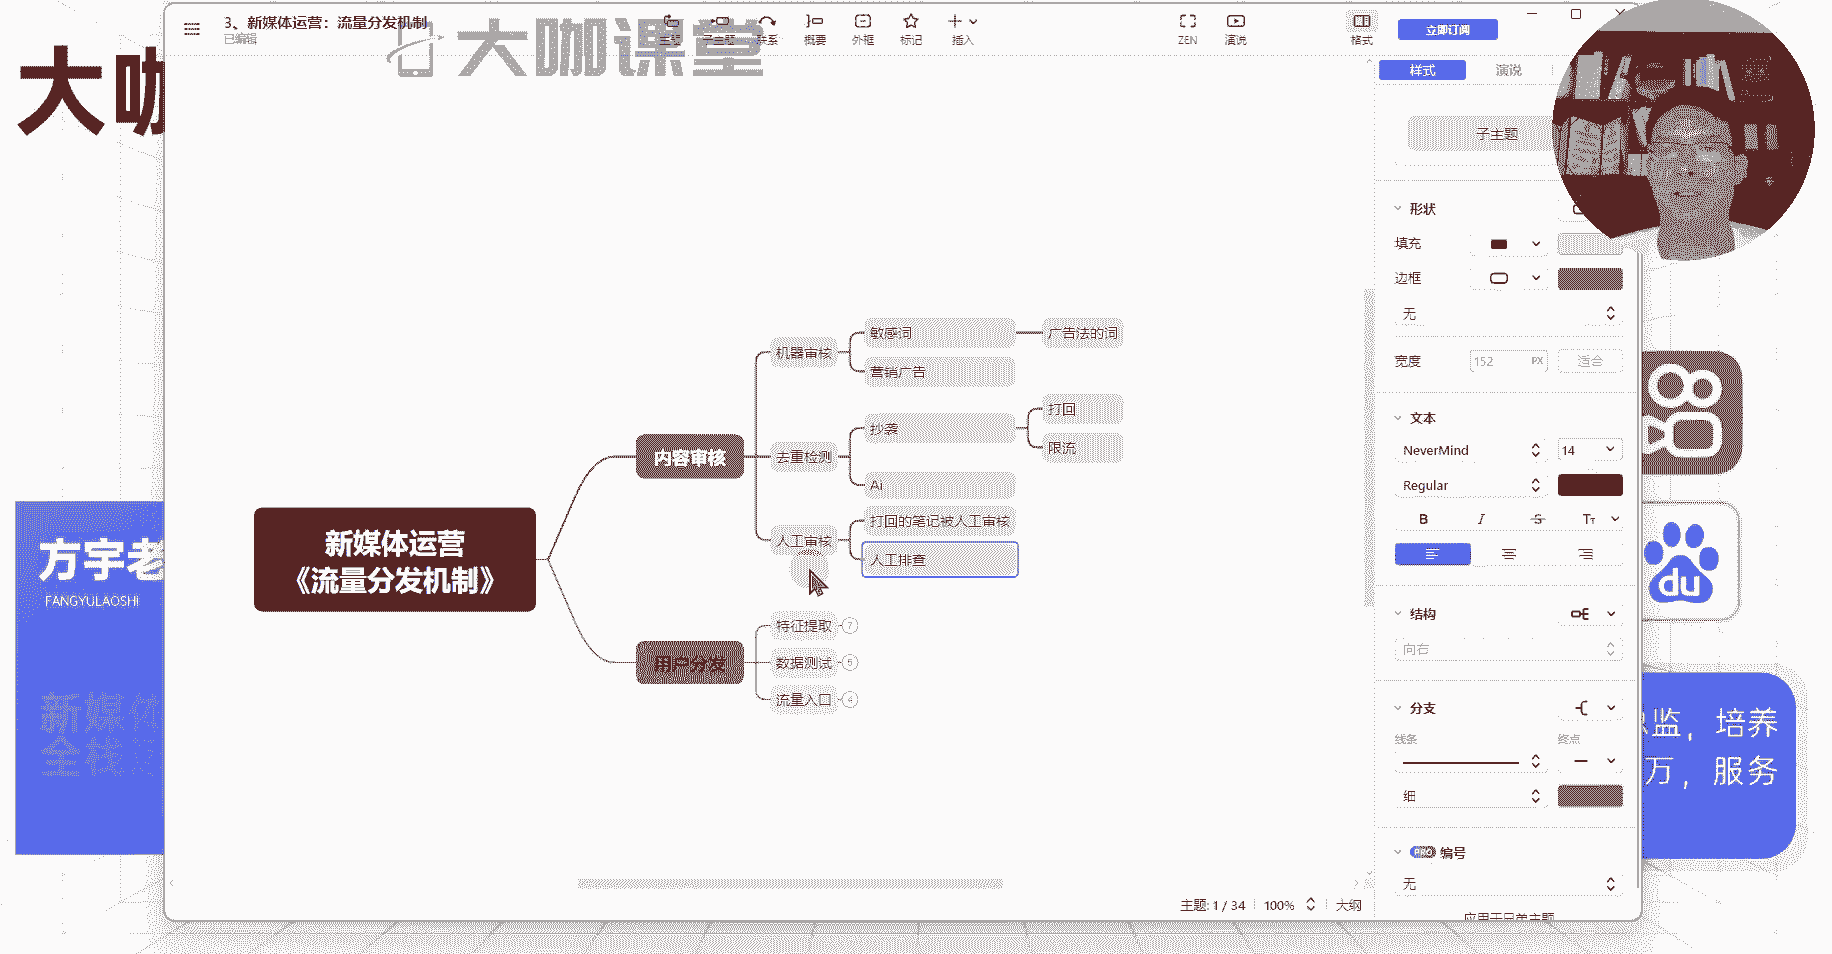 3、新媒体运营：流量分发机制
已编辑
主题
子主题
联系
概要
外框
标记
插入
ZEN
演说
格式
立即订阅
大咖课堂
大咖
样式
演说
子主题
形状
填充
边框
无
宽度
152
PX
适合
文本
NeverMind
14
Regular
B
I
S
TT
结构
向右
分支
线条
终点
细
PRO 编号
无
敏感词
广告法的词
机器审核
营销广告
打回
抄袭
限流
内容审核
去重检测
Ai
打回的笔记被人工审核
人工审核
人工排查
新媒体运营
《流量分发机制》
特征提取
7
用户分发
数据测试
5
流量入口
4
方宇老
FANGYULAOSHI
新媒体
全栈
du
监，培养
万，服务
主题: 1 / 34
100%
大纲